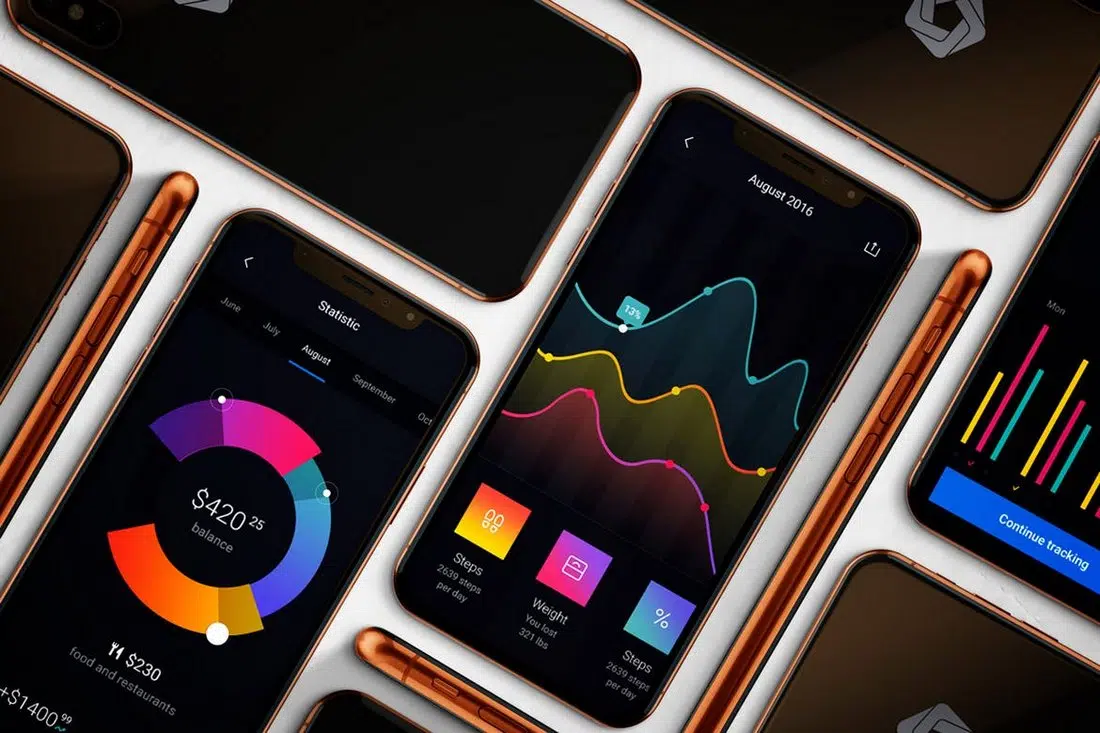 Statistic
June
July
August
September
Oct
$420 25
balance
$230
food and restaurants
+$1400 99
August 2016
13%
Steps
2639 steps
per day
Weight
You lost
321 lbs
%
Steps
2639 steps
per day
Mon
Continue tracking